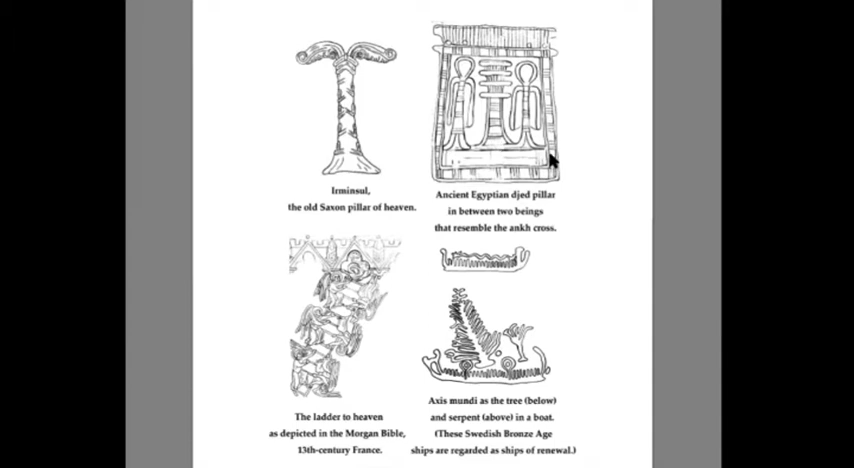 Irminsul,
the old Saxon pillar of heaven.
Ancient Egyptian djed pillar
in between two beings
that resemble the ankh cross.
The ladder to heaven
as depicted in the Morgan Bible,
13th-century France.
Axis mundi as the tree (below)
and serpent (above) in a boat.
(These Swedish Bronze Age
ships are regarded as ships of renewal.)